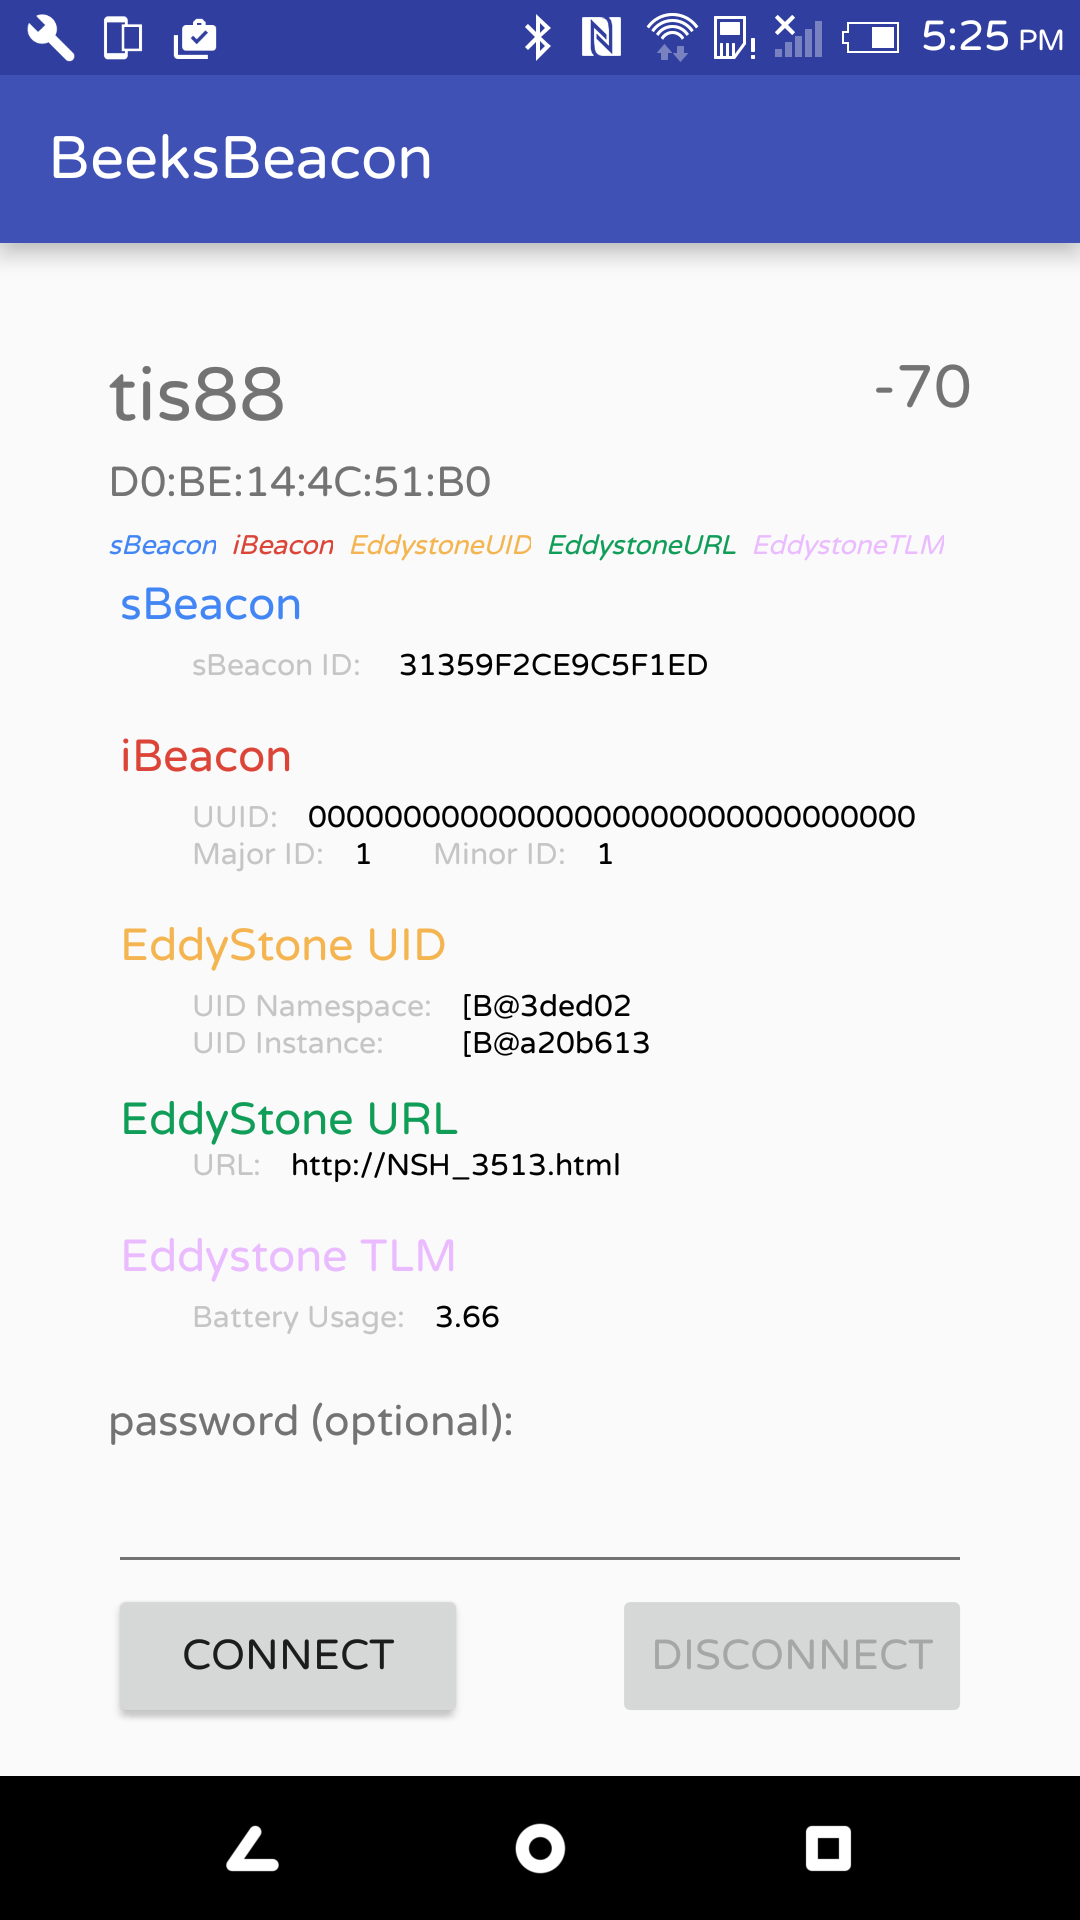 5:25 PM
BeeksBeacon
tis88 -70
D0:BE:14:4C:51:B0
sBeacon iBeacon EddystoneUID EddystoneURL EddystoneTLM
sBeacon
sBeacon ID: 31359F2CE9C5F1ED
iBeacon
UUID: 00000000000000000000000000000000
Major ID: 1 Minor ID: 1
EddyStone UID
UID Namespace: [B@3ded02
UID Instance: [B@a20b613
EddyStone URL
URL: http://NSH_3513.html
Eddystone TLM
Battery Usage: 3.66
password (optional):
CONNECT DISCONNECT